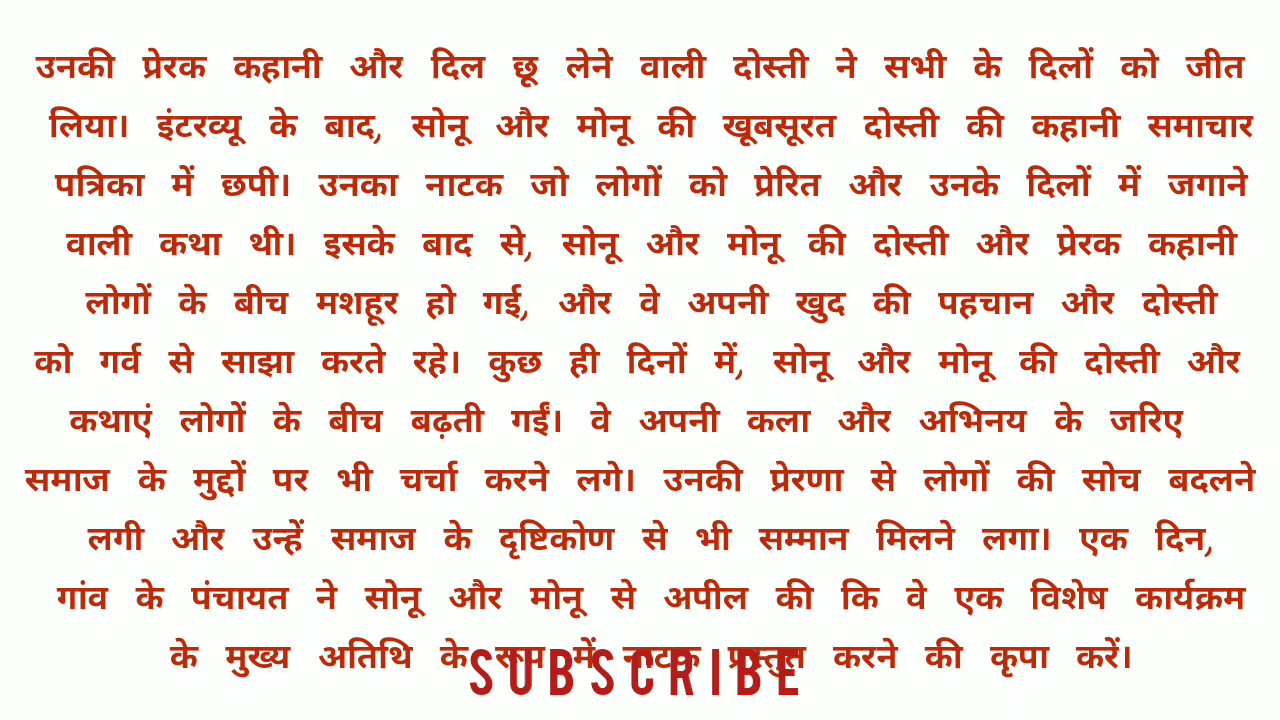 उनकी प्रेरक कहानी और दिल छू लेने वाली दोस्ती ने सभी के दिलों को जीत
लिया। इंटरव्यू के बाद, सोनू और मोनू की खूबसूरत दोस्ती की कहानी समाचार
पत्रिका में छपी। उनका नाटक जो लोगों को प्रेरित और उनके दिलों में जगाने
वाली कथा थी। इसके बाद से, सोनू और मोनू की दोस्ती और प्रेरक कहानी
लोगों के बीच मशहूर हो गई, और वे अपनी खुद की पहचान और दोस्ती
को गर्व से साझा करते रहे। कुछ ही दिनों में, सोनू और मोनू की दोस्ती और
कथाएं लोगों के बीच बढ़ती गईं। वे अपनी कला और अभिनय के जरिए
समाज के मुद्दों पर भी चर्चा करने लगे। उनकी प्रेरणा से लोगों की सोच बदलने
लगी और उन्हें समाज के दृष्टिकोण से भी सम्मान मिलने लगा। एक दिन,
गांव के पंचायत ने सोनू और मोनू से अपील की कि वे एक विशेष कार्यक्रम
के मुख्य अतिथि के रूप में नाटक प्रस्तुत करने की कृपा करें।
SUBSCRIBE